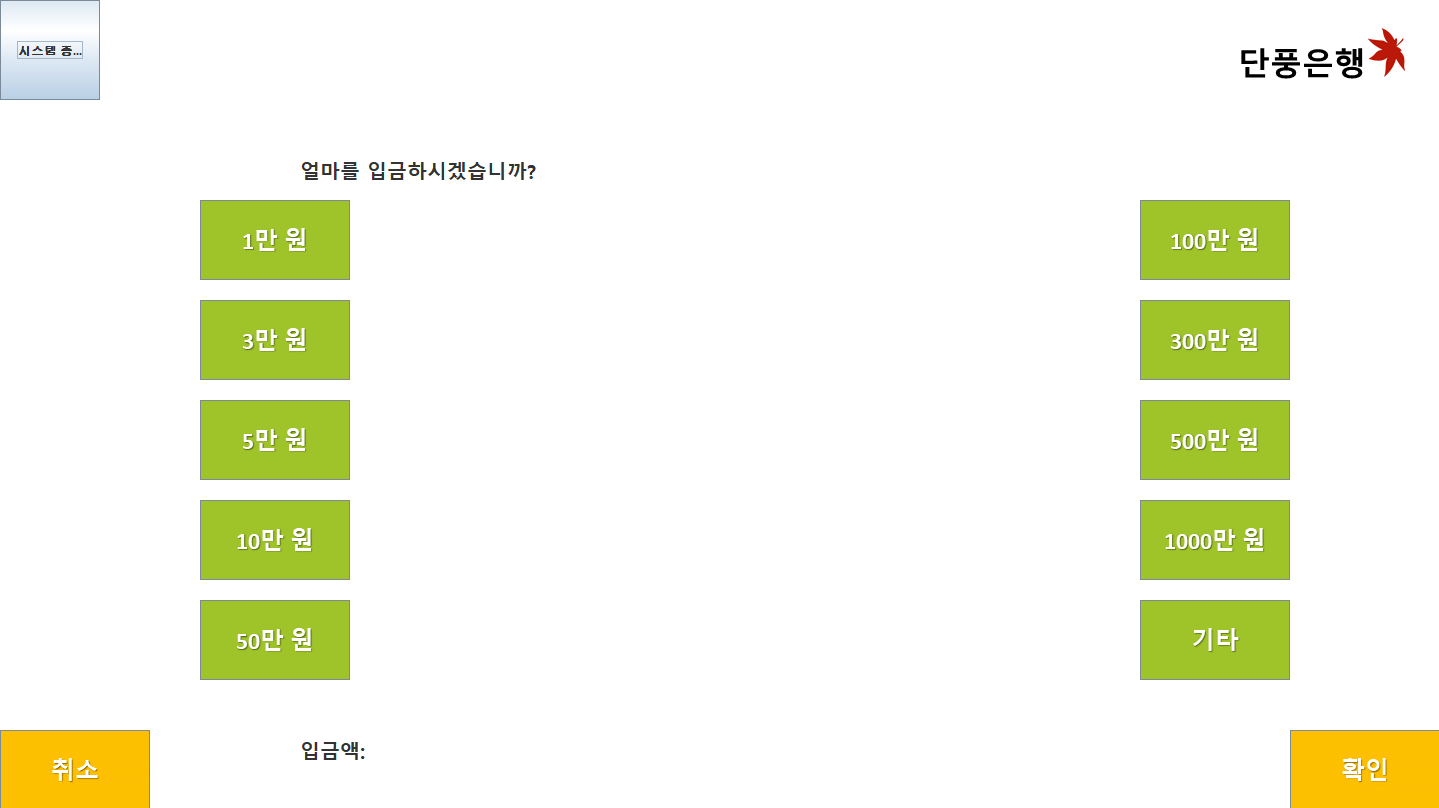 시스템 종...
단풍은행
얼마를 입금하시겠습니까?
1만 원
100만 원
3만 원
300만 원
5만 원
500만 원
10만 원
1000만 원
50만 원
기타
입금액:
취소
확인